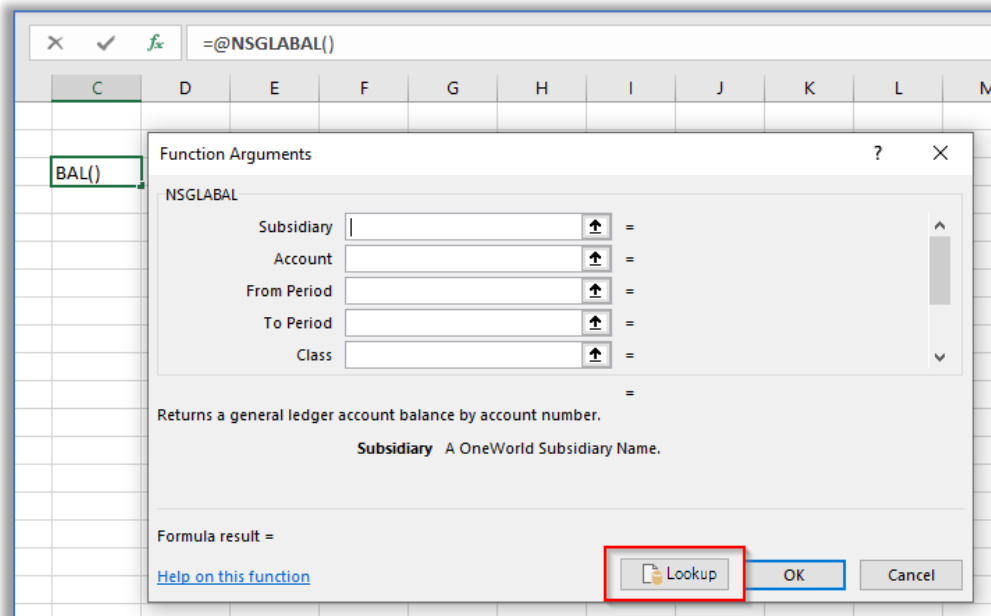 =@NSGLABAL()
C D E F G H I J K L M
Function Arguments ?
BAL()
NSGLABAL
Subsidiary =
Account =
From Period =
To Period =
Class =
=
Returns a general ledger account balance by account number.
Subsidiary A OneWorld Subsidiary Name.
Formula result =
Help on this function
Lookup OK Cancel